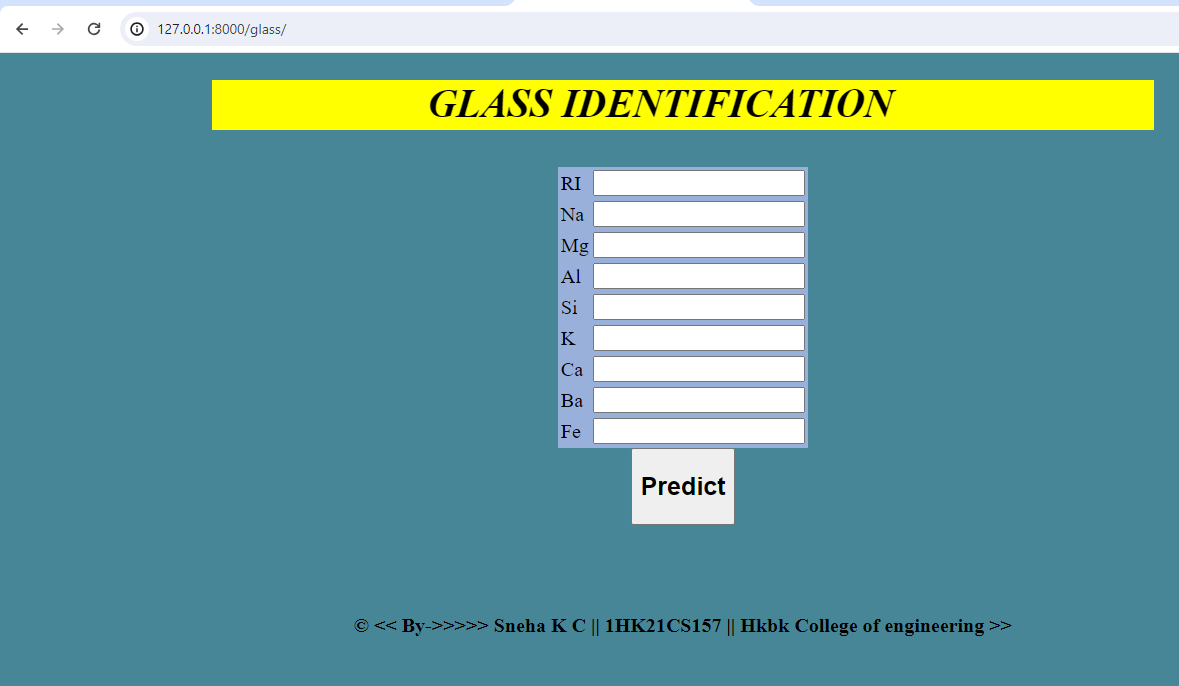 127.0.0.1:8000/glass/
GLASS IDENTIFICATION
RI
Na
Mg
Al
Si
K
Ca
Ba
Fe
Predict
© << By->>>>> Sneha K C || 1HK21CS157 || Hkbk College of engineering >>